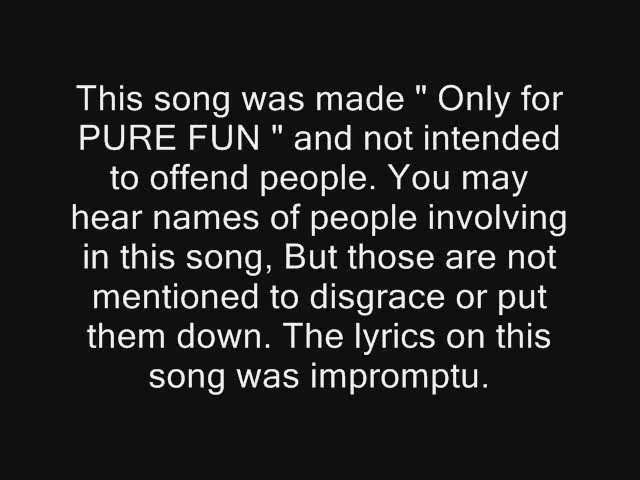 This song was made " Only for
PURE FUN " and not intended
to offend people. You may
hear names of people involving
in this song, But those are not
mentioned to disgrace or put
them down. The lyrics on this
song was impromptu.